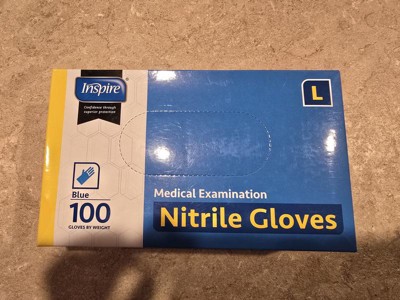 Inspire
Confidence through
superior protection
L
Blue
100
GLOVES BY WEIGHT
Medical Examination
Nitrile Gloves